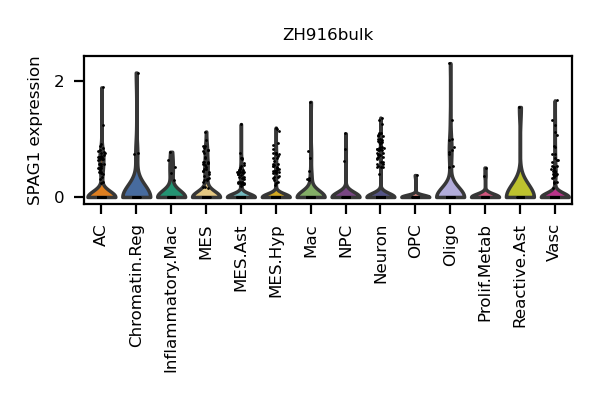 ZH916bulk
SPAG1 expression
2
0
AC
Chromatin.Reg
Inflammatory.Mac
MES
MES.Ast
MES.Hyp
Mac
NPC
Neuron
OPC
Oligo
Prolif.Metab
Reactive.Ast
Vasc